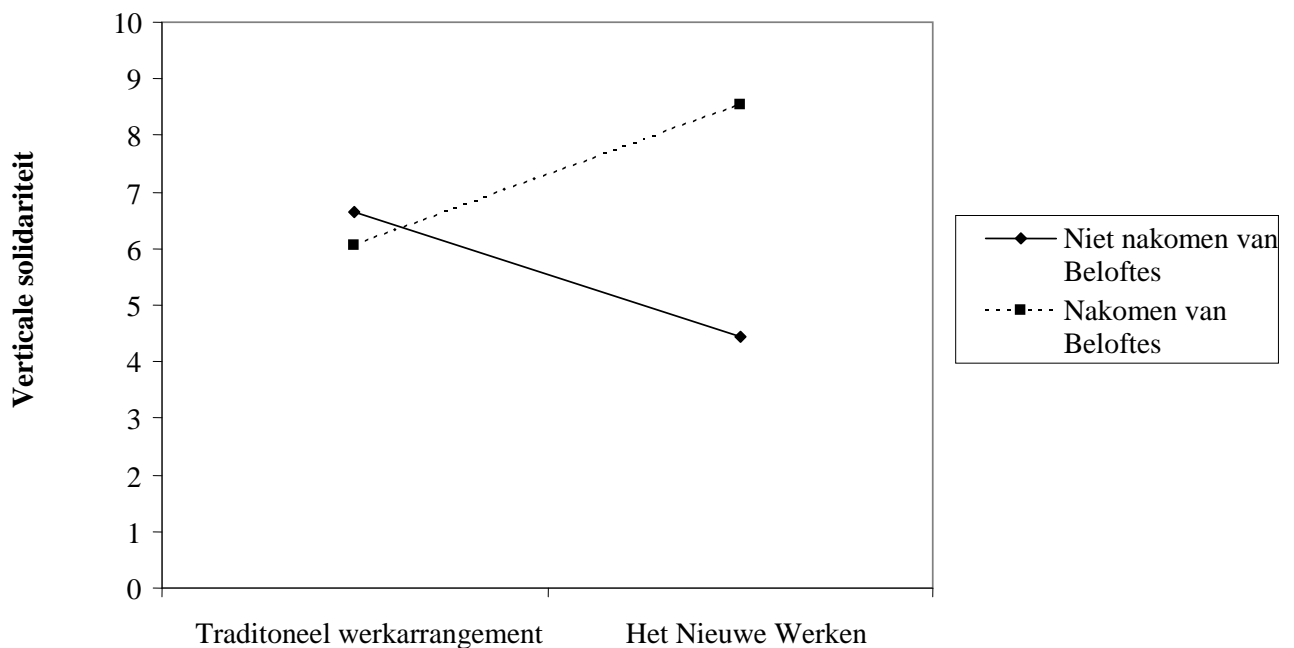 Verticale solidariteit
10
9
8
7
6
5
4
3
2
1
0
Traditoneel werkarrangement
Het Nieuwe Werken
Niet nakomen van
Beloftes
Nakomen van
Beloftes